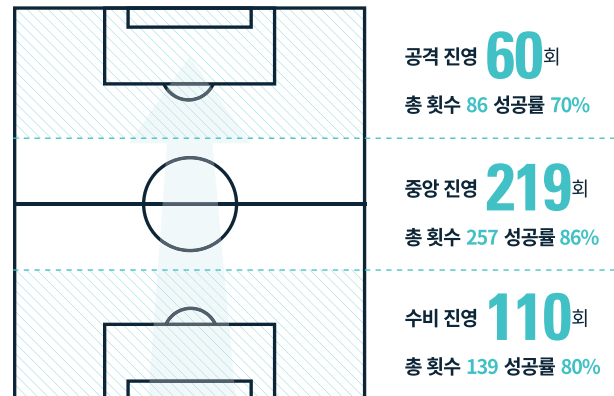 공격 진영 60회
총 횟수 86 성공률 70%
중앙 진영 219회
총 횟수 257 성공률 86%
수비 진영 110회
총 횟수 139 성공률 80%